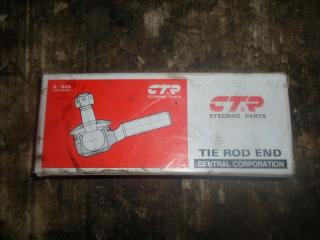 CTR
STEERING PARTS
CTR
STEERING PARTS
TIE ROD END
CENTRAL CORPORATION